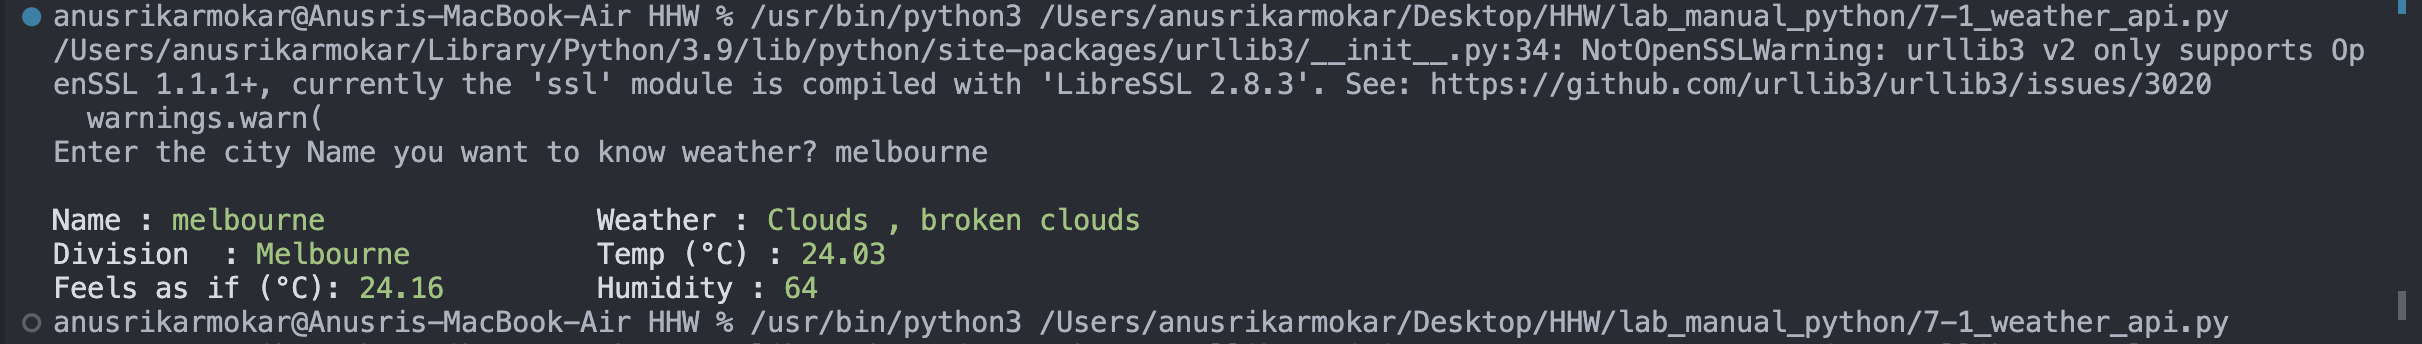 anusrikarmokar@Anusris-MacBook-Air HHW % /usr/bin/python3 /Users/anusrikarmokar/Desktop/HHW/lab_manual_python/7-1_weather_api.py
/Users/anusrikarmokar/Library/Python/3.9/lib/python/site-packages/urllib3/__init__.py:34: NotOpenSSLWarning: urllib3 v2 only supports Op
enSSL 1.1.1+, currently the 'ssl' module is compiled with 'LibreSSL 2.8.3'. See: https://github.com/urllib3/urllib3/issues/3020
  warnings.warn(
Enter the city Name you want to know weather? melbourne
Name : melbourne                Weather : Clouds , broken clouds
Division  : Melbourne           Temp (°C) : 24.03
Feels as if (°C): 24.16         Humidity : 64
anusrikarmokar@Anusris-MacBook-Air HHW % /usr/bin/python3 /Users/anusrikarmokar/Desktop/HHW/lab_manual_python/7-1_weather_api.py